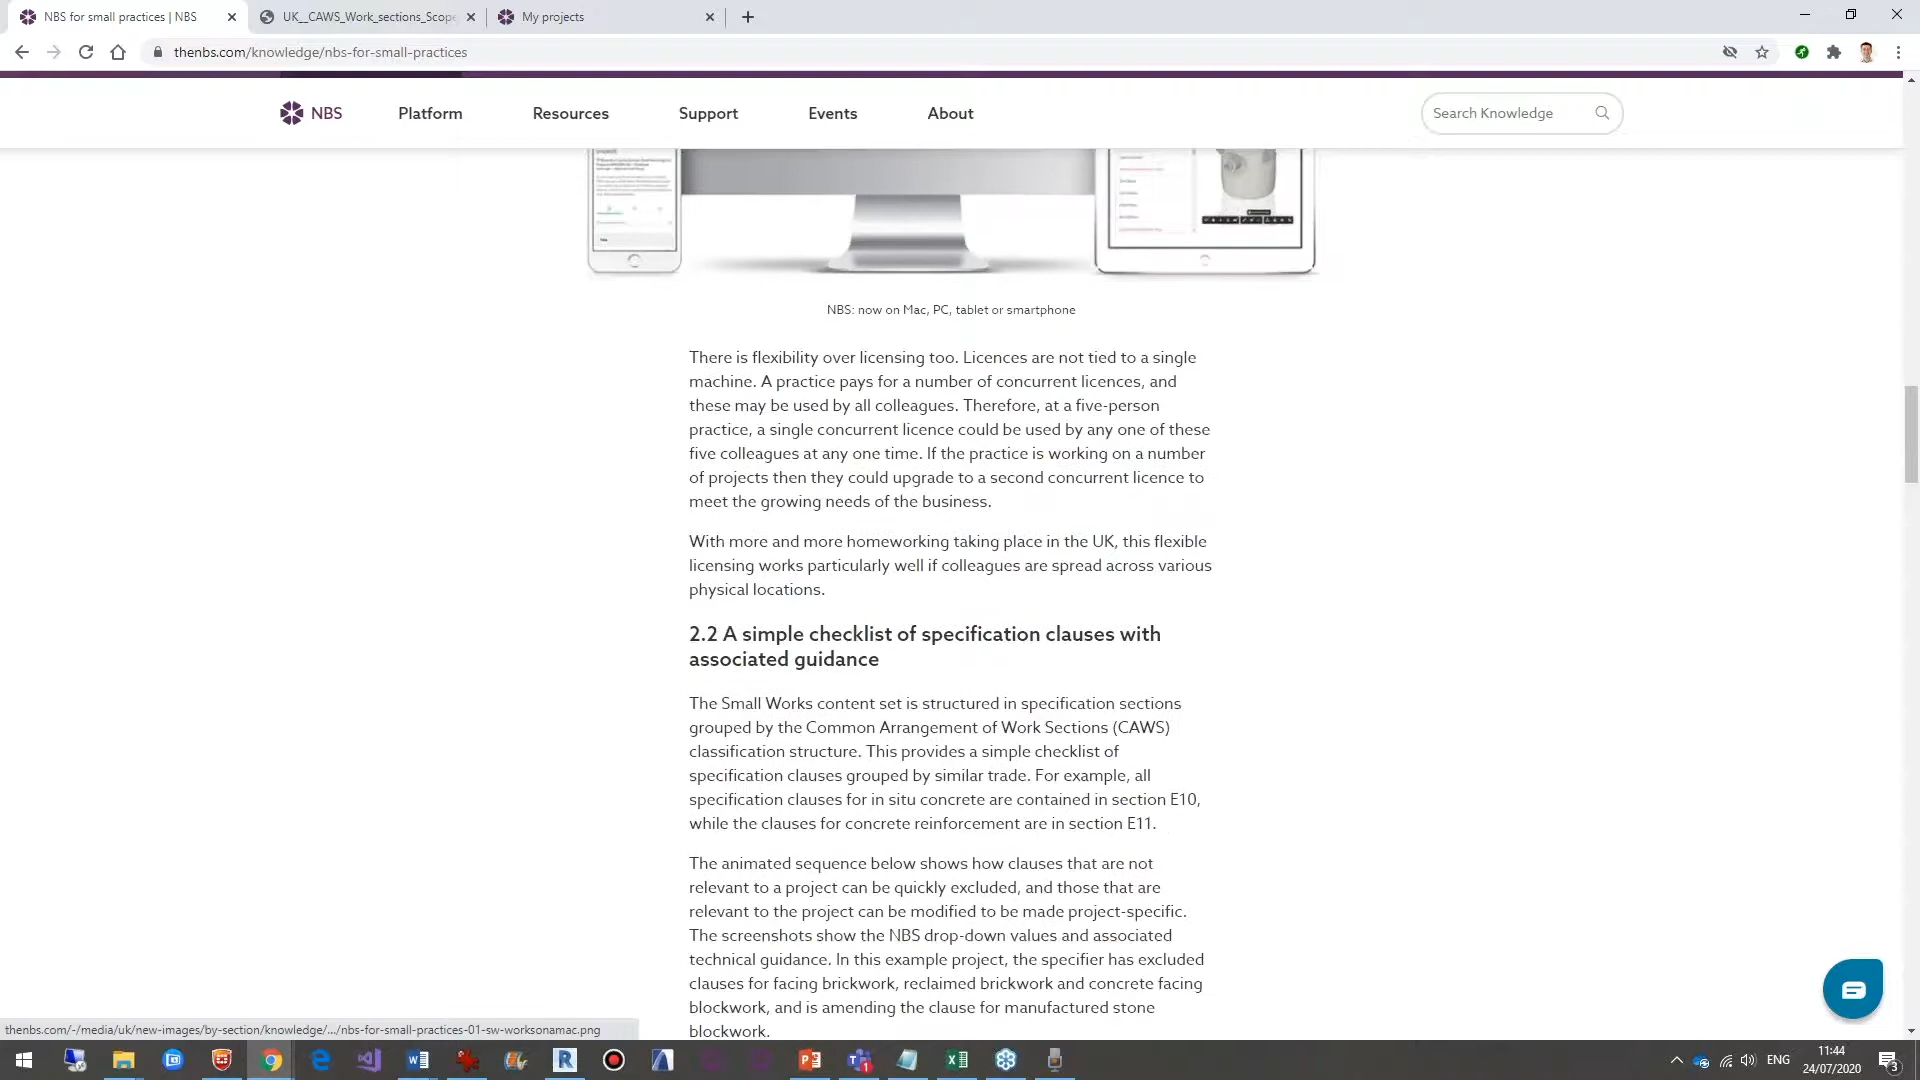 NBS for small practices | NBS
UK__CAWS_Work_sections_Scope
My projects
thenbs.com/knowledge/nbs-for-small-practices
NBS
Platform
Resources
Support
Events
About
Search Knowledge
NBS: now on Mac, PC, tablet or smartphone
There is flexibility over licensing too. Licences are not tied to a single
machine. A practice pays for a number of concurrent licences, and
these may be used by all colleagues. Therefore, at a five-person
practice, a single concurrent licence could be used by any one of these
five colleagues at any one time. If the practice is working on a number
of projects then they could upgrade to a second concurrent licence to
meet the growing needs of the business.
With more and more homeworking taking place in the UK, this flexible
licensing works particularly well if colleagues are spread across various
physical locations.
2.2 A simple checklist of specification clauses with
associated guidance
The Small Works content set is structured in specification sections
grouped by the Common Arrangement of Work Sections (CAWS)
classification structure. This provides a simple checklist of
specification clauses grouped by similar trade. For example, all
specification clauses for in situ concrete are contained in section E10,
while the clauses for concrete reinforcement are in section E11.
The animated sequence below shows how clauses that are not
relevant to a project can be quickly excluded, and those that are
relevant to the project can be modified to be made project-specific.
The screenshots show the NBS drop-down values and associated
technical guidance. In this example project, the specifier has excluded
clauses for facing brickwork, reclaimed brickwork and concrete facing
blockwork, and is amending the clause for manufactured stone
blockwork.
thenbs.com/-/media/uk/new-images/by-section/knowledge/.../nbs-for-small-practices-01-sw-worksonamac.png
ENG
11:44
24/07/2020
3